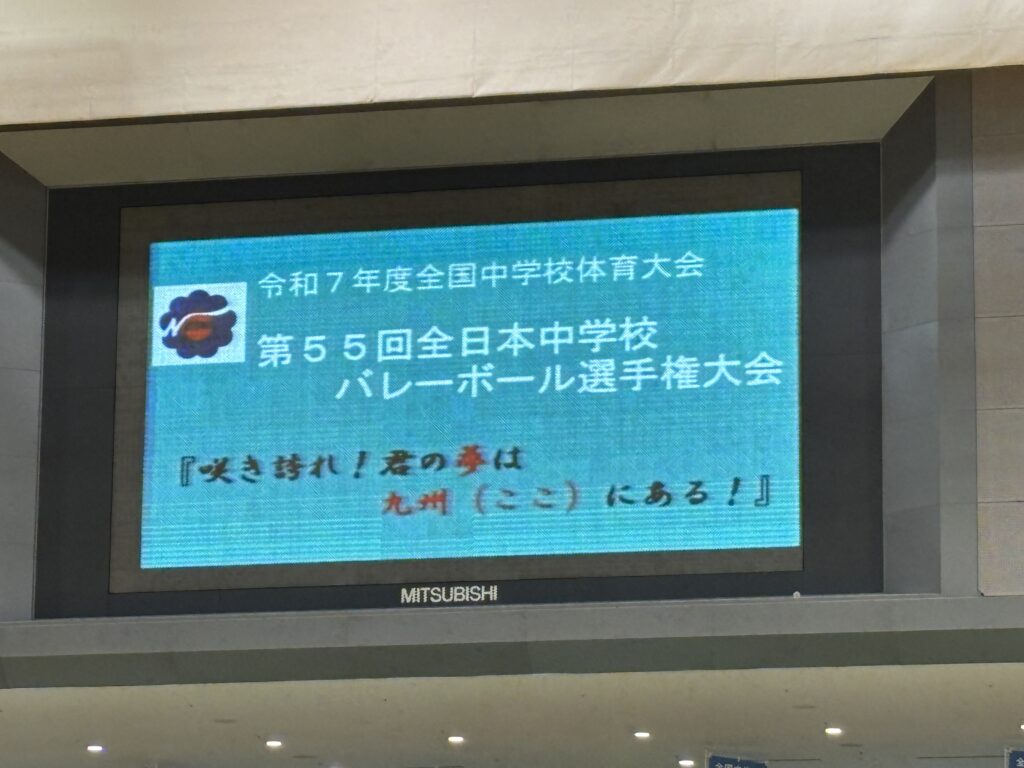 令和７年度全国中学校体育大会
第５５回全日本中学校
バレーボール選手権大会
『咲き誇れ！君の夢は
九州（ここ）にある！』
MITSUBISHI